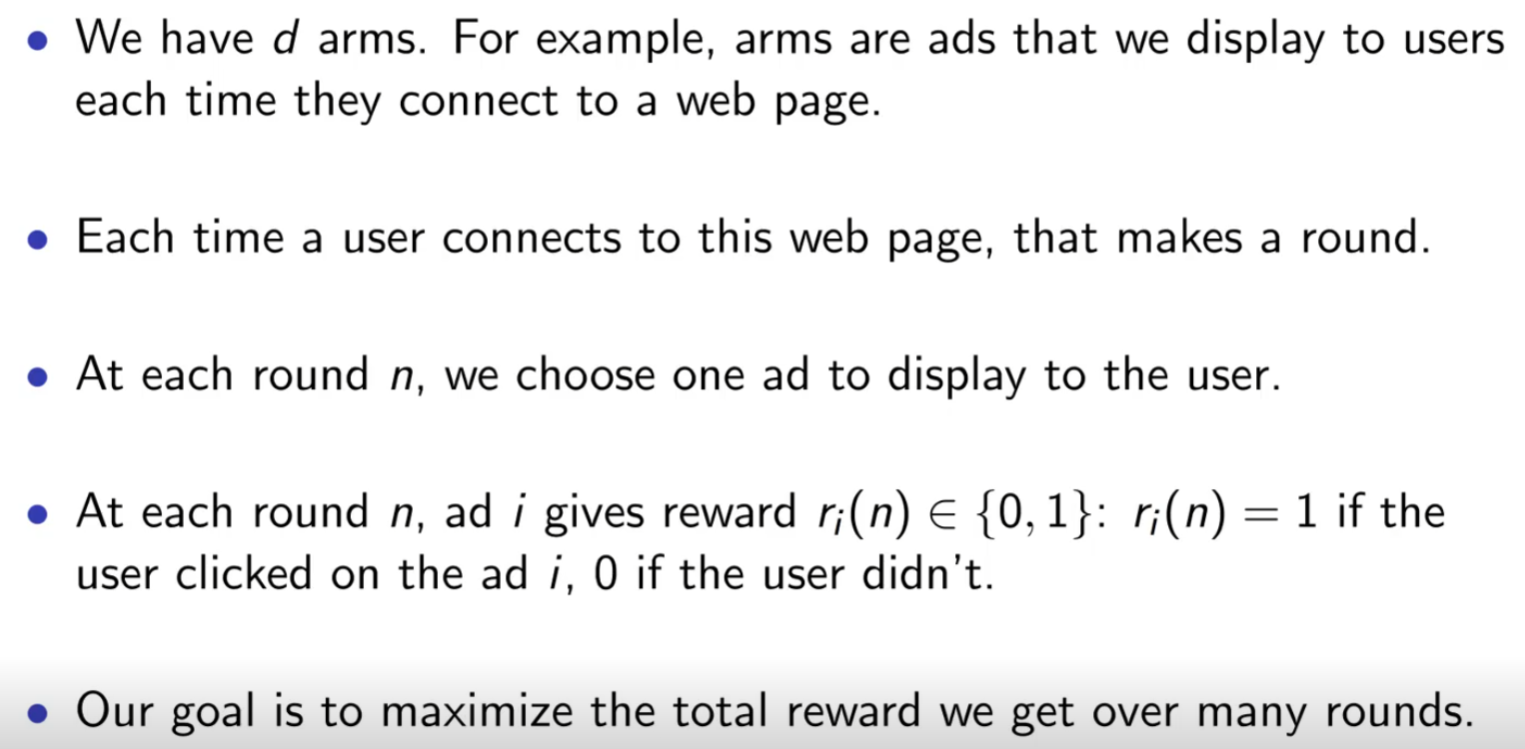 • We have d arms. For example, arms are ads that we display to users
each time they connect to a web page.
• Each time a user connects to this web page, that makes a round.
• At each round n, we choose one ad to display to the user.
• At each round n, ad i gives reward rᵢ(n) ∈ {0, 1}: rᵢ(n) = 1 if the
user clicked on the ad i, 0 if the user didn't.
• Our goal is to maximize the total reward we get over many rounds.